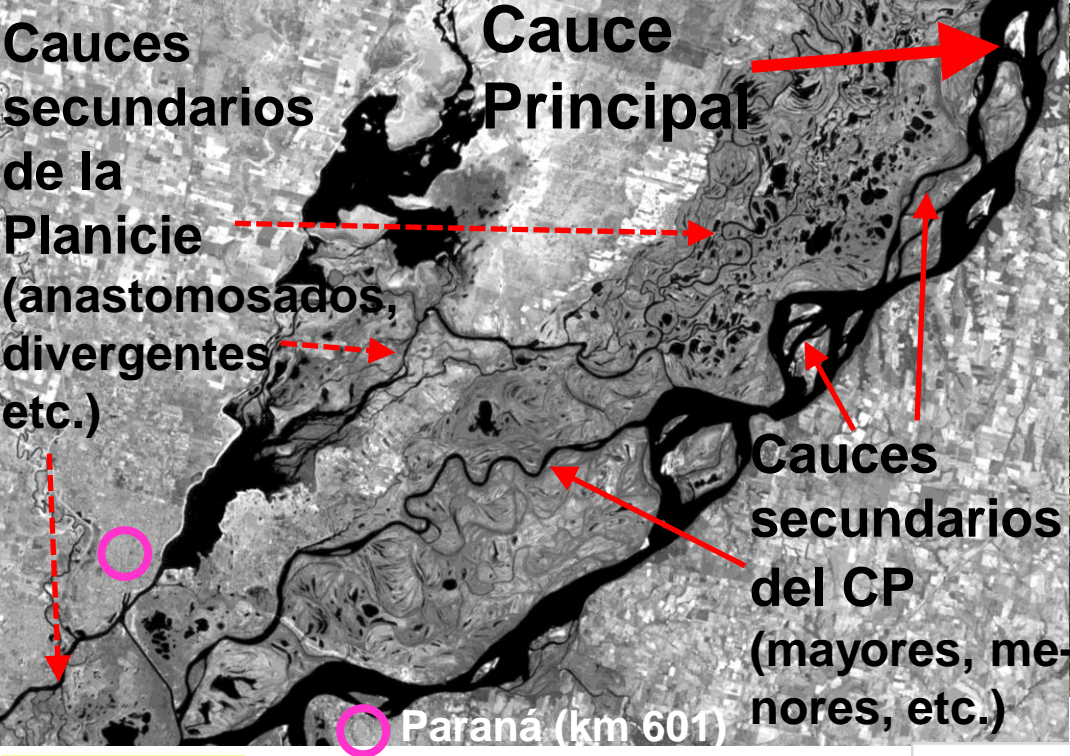 Cauces
secundarios
de la
Planicie
(anastomosados,
divergentes
etc.)
Cauce
Principal
Cauces
secundarios
del CP
(mayores, me-
nores, etc.)
Paraná (km 601)